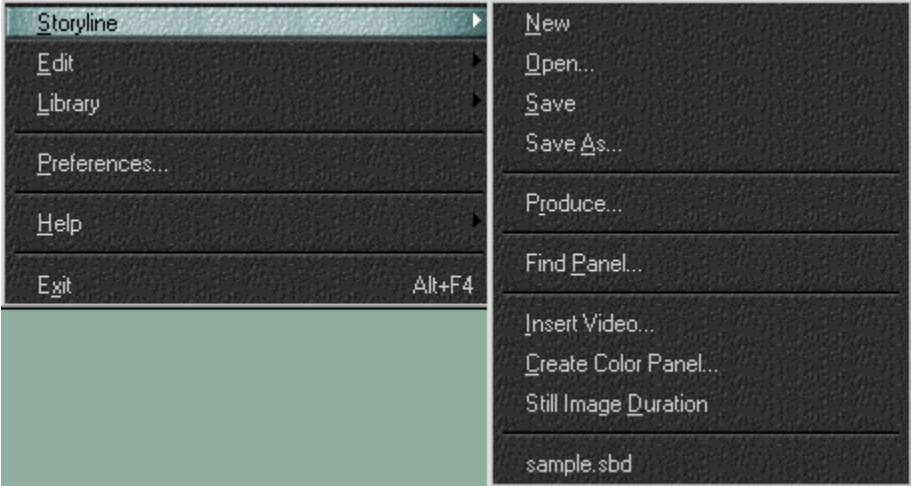 Storyline
Edit
Library
Preferences...
Help
Exit Alt+F4
New
Open...
Save
Save As...
Produce...
Find Panel...
Insert Video...
Create Color Panel...
Still Image Duration
sample.sbd